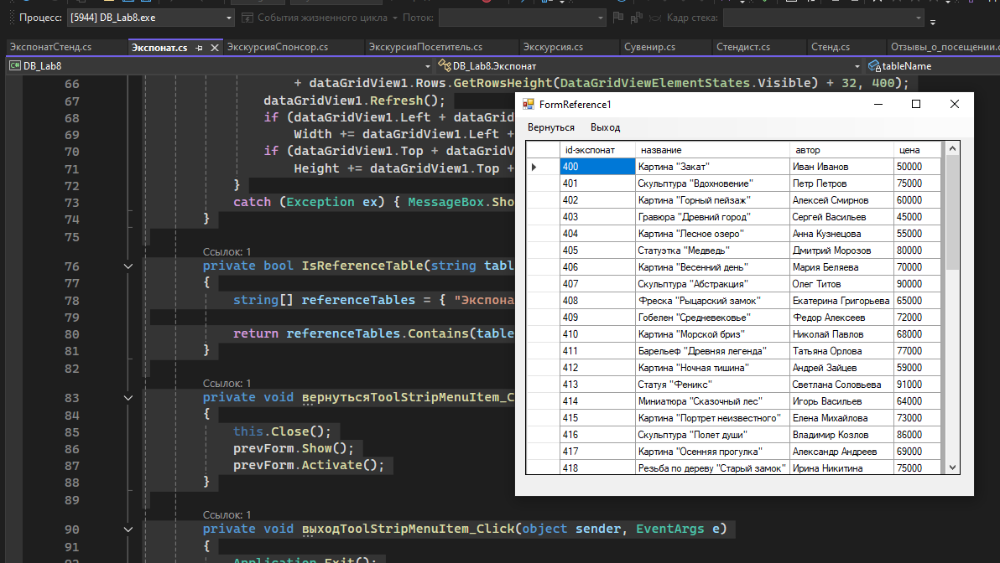 Процесс: [5944] DB_Lab8.exe События жизненного цикла Поток: Кадр стека:
ЭкспонатСтенд.cs Экспонат.cs ЭкскурсияСпонсор.cs ЭкскурсияПосетитель.cs Экскурсия.cs Сувенир.cs Стендист.cs Стенд.cs Отзывы_о_посещении.
C# DB_Lab8 DB_Lab8.Экспонат tableName
66 + dataGridView1.Rows.GetRowsHeight(DataGridViewElementStates.Visible) + 32, 400);
67 dataGridView1.Refresh();
68 if (dataGridView1.Left + dataGrid
69 Width += dataGridView1.Left +
70 if (dataGridView1.Top + dataGridV
71 Height += dataGridView1.Top +
72 }
73 catch (Exception ex) { MessageBox.Sho
74 }
75
Ссылок: 1
76 private bool IsReferenceTable(string tabl
77 {
78 string[] referenceTables = { "Экспона
79
80 return referenceTables.Contains(table
81 }
82
Ссылок: 1
83 private void вернутьсяToolStripMenuItem_C
84 {
85 this.Close();
86 prevForm.Show();
87 prevForm.Activate();
88 }
89
Ссылок: 1
90 private void выходToolStripMenuItem_Click(object sender, EventArgs e)
91 {
92 Application.Exit();
FormReference1
Вернуться Выход
id-экспонат название автор цена
400 Картина "Закат" Иван Иванов 50000
401 Скульптура "Вдохновение" Петр Петров 75000
402 Картина "Горный пейзаж" Алексей Смирнов 60000
403 Гравюра "Древний город" Сергей Васильев 45000
404 Картина "Лесное озеро" Анна Кузнецова 55000
405 Статуэтка "Медведь" Дмитрий Морозов 80000
406 Картина "Весенний день" Мария Беляева 70000
407 Скульптура "Абстракция" Олег Титов 90000
408 Фреска "Рыцарский замок" Екатерина Григорьева 65000
409 Гобелен "Средневековье" Федор Алексеев 72000
410 Картина "Морской бриз" Николай Павлов 68000
411 Барельеф "Древняя легенда" Татьяна Орлова 77000
412 Картина "Ночная тишина" Андрей Зайцев 59000
413 Статуя "Феникс" Светлана Соловьева 91000
414 Миниатюра "Сказочный лес" Игорь Васильев 64000
415 Картина "Портрет неизвестного" Елена Михайлова 73000
416 Скульптура "Полет души" Владимир Козлов 86000
417 Картина "Осенняя прогулка" Александр Андреев 69000
418 Резьба по дереву "Старый замок" Ирина Никитина 75000